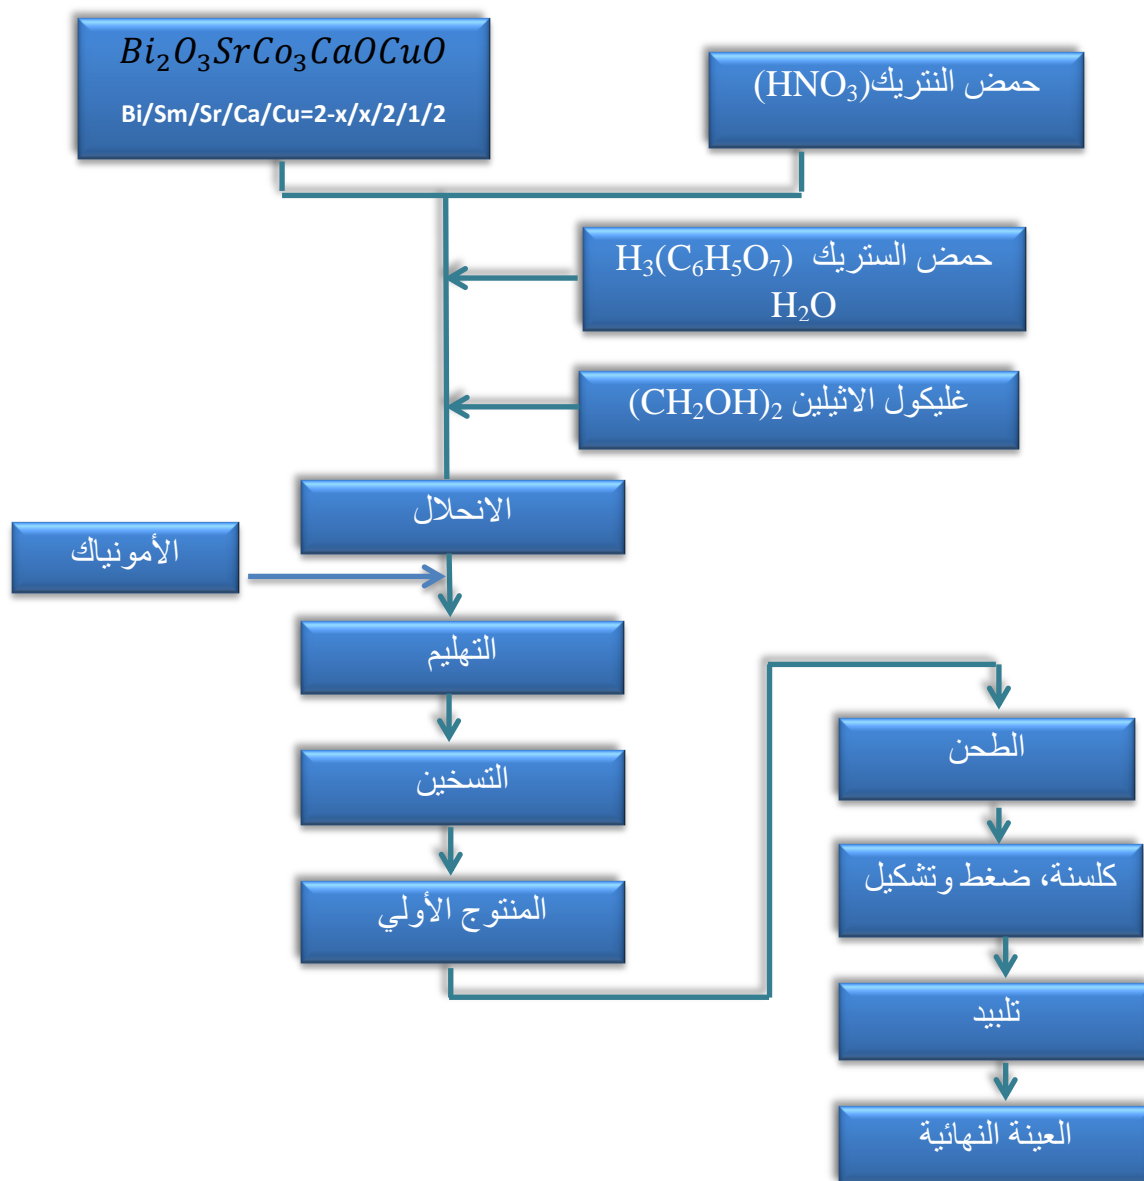 Bi₂O₃SrCo₃CaOCuO
Bi/Sm/Sr/Ca/Cu=2-x/x/2/1/2
حمض النتريك(HNO₃)
حمض الستريك H₃(C₆H₅O₇)
H₂O
غليكول الاثيلين (CH₂OH)₂
الانحلال
الأمونياك
التهليم
التسخين
المنتوج الأولي
الطحن
كلسنة، ضغط وتشكيل
تلبيد
العينة النهائية